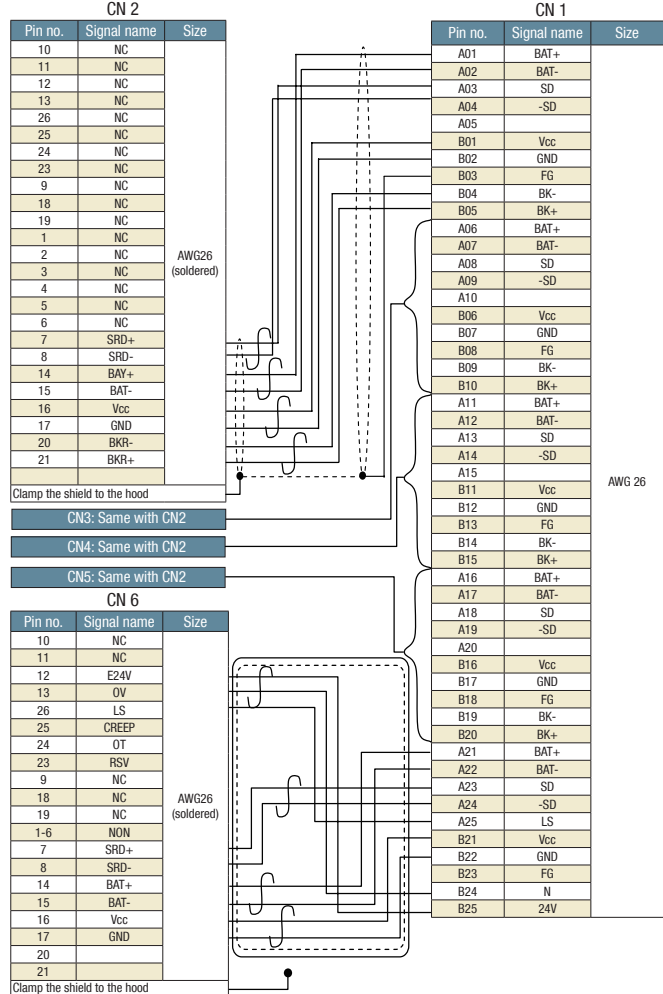 CN 2
Pin no. Signal name Size
10 NC
11 NC
12 NC
13 NC
26 NC
25 NC
24 NC
23 NC
9 NC
18 NC
19 NC
1 NC
2 NC
3 NC
4 NC
5 NC
6 NC
7 SRD+
8 SRD-
14 BAY+
15 BAT-
16 Vcc
17 GND
20 BKR-
21 BKR+
AWG26
(soldered)
Clamp the shield to the hood
CN3: Same with CN2
CN4: Same with CN2
CN5: Same with CN2
CN 6
Pin no. Signal name Size
10 NC
11 NC
12 E24V
13 OV
26 LS
25 CREEP
24 OT
23 RSV
9 NC
18 NC
19 NC
1-6 NON
7 SRD+
8 SRD-
14 BAT+
15 BAT-
16 Vcc
17 GND
20
21
AWG26
(soldered)
Clamp the shield to the hood
CN 1
Pin no. Signal name Size
A01 BAT+
A02 BAT-
A03 SD
A04 -SD
A05
B01 Vcc
B02 GND
B03 FG
B04 BK-
B05 BK+
A06 BAT+
A07 BAT-
A08 SD
A09 -SD
A10
B06 Vcc
B07 GND
B08 FG
B09 BK-
B10 BK+
A11 BAT+
A12 BAT-
A13 SD
A14 -SD
A15
B11 Vcc
B12 GND
B13 FG
B14 BK-
B15 BK+
A16 BAT+
A17 BAT-
A18 SD
A19 -SD
A20
B16 Vcc
B17 GND
B18 FG
B19 BK-
B20 BK+
A21 BAT+
A22 BAT-
A23 SD
A24 -SD
A25 LS
B21 Vcc
B22 GND
B23 FG
B24 N
B25 24V
AWG 26